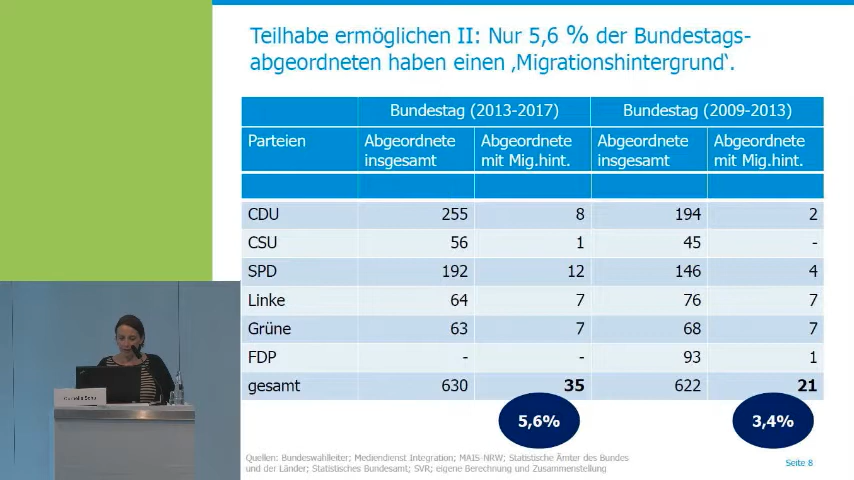 Teilhabe ermöglichen II: Nur 5,6 % der Bundestags-
abgeordneten haben einen ‚Migrationshintergrund‘.
Bundestag (2013-2017) Bundestag (2009-2013)
Parteien Abgeordnete insgesamt Abgeordnete mit Mig.hint. Abgeordnete insgesamt Abgeordnete mit Mig.hint.
CDU 255 8 194 2
CSU 56 1 45 -
SPD 192 12 146 4
Linke 64 7 76 7
Grüne 63 7 68 7
FDP - - 93 1
gesamt 630 35 622 21
5,6% 3,4%
Quellen: Bundeswahlleiter; Mediendienst Integration; MAIS-NRW; Statistische Ämter des Bundes
und der Länder; Statistisches Bundesamt; SVR; eigene Berechnung und Zusammenstellung
Seite 8